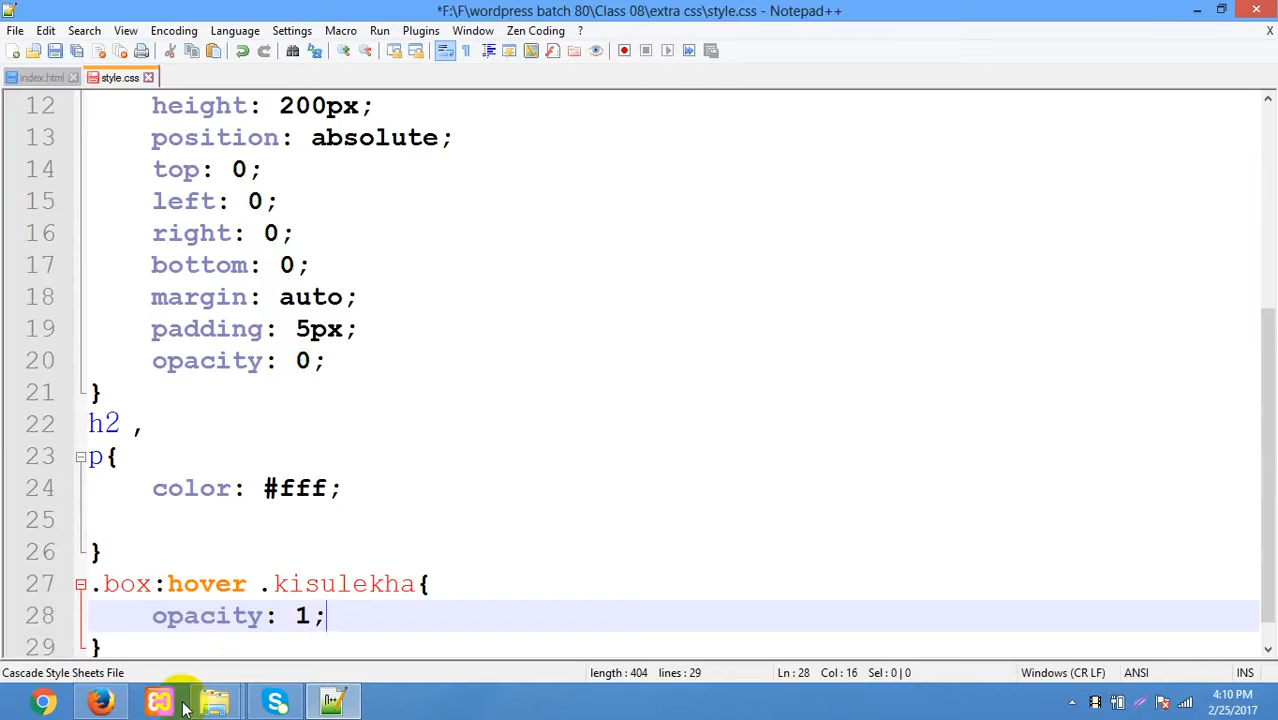 *F:\F\wordpress batch 80\Class 08\extra css\style.css - Notepad++
File Edit Search View Encoding Language Settings Macro Run Plugins Window Zen Coding ? X
index.html style.css
12 height: 200px;
13 position: absolute;
14 top: 0;
15 left: 0;
16 right: 0;
17 bottom: 0;
18 margin: auto;
19 padding: 5px;
20 opacity: 0;
21 }
22 h2 ,
23 p{
24 color: #fff;
25
26 }
27 .box:hover .kisulekha{
28 opacity: 1;
29 }
Cascade Style Sheets File length : 404 lines : 29 Ln : 28 Col : 16 Sel : 0 | 0 Windows (CR LF) ANSI INS
4:10 PM
2/25/2017